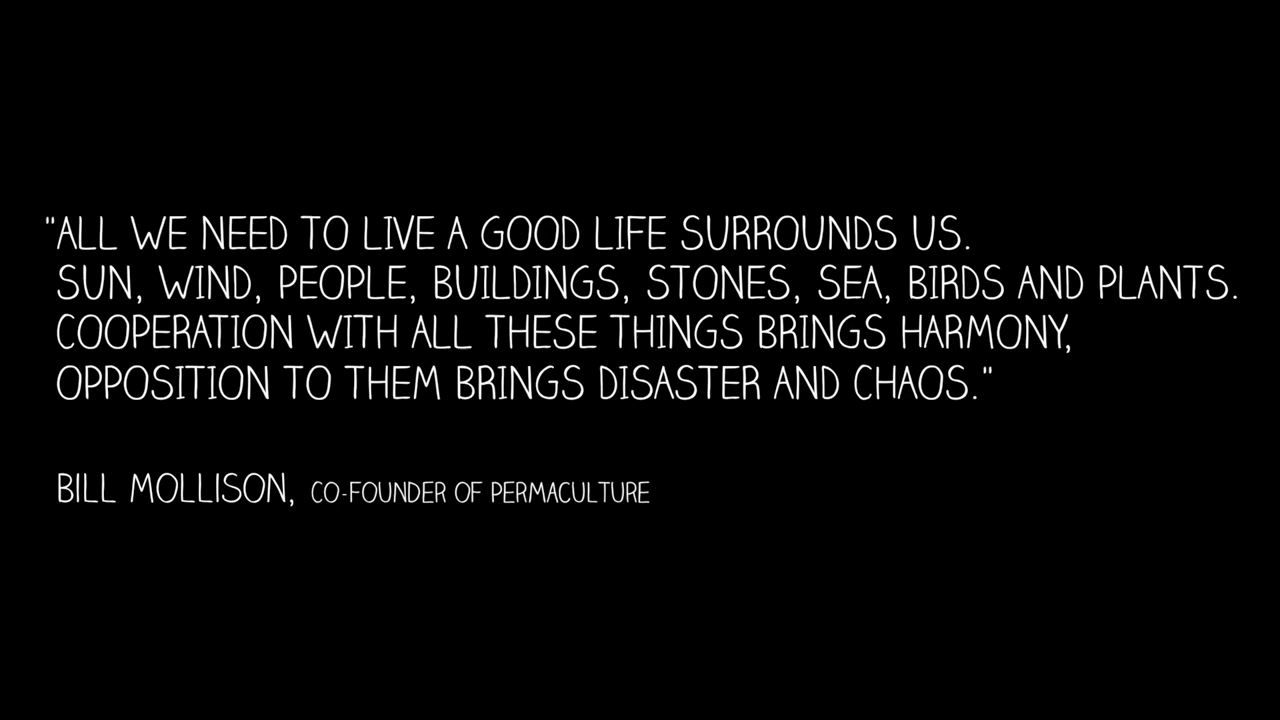 "ALL WE NEED TO LIVE A GOOD LIFE SURROUNDS US.
SUN, WIND, PEOPLE, BUILDINGS, STONES, SEA, BIRDS AND PLANTS.
COOPERATION WITH ALL THESE THINGS BRINGS HARMONY,
OPPOSITION TO THEM BRINGS DISASTER AND CHAOS."
BILL MOLLISON, CO-FOUNDER OF PERMACULTURE